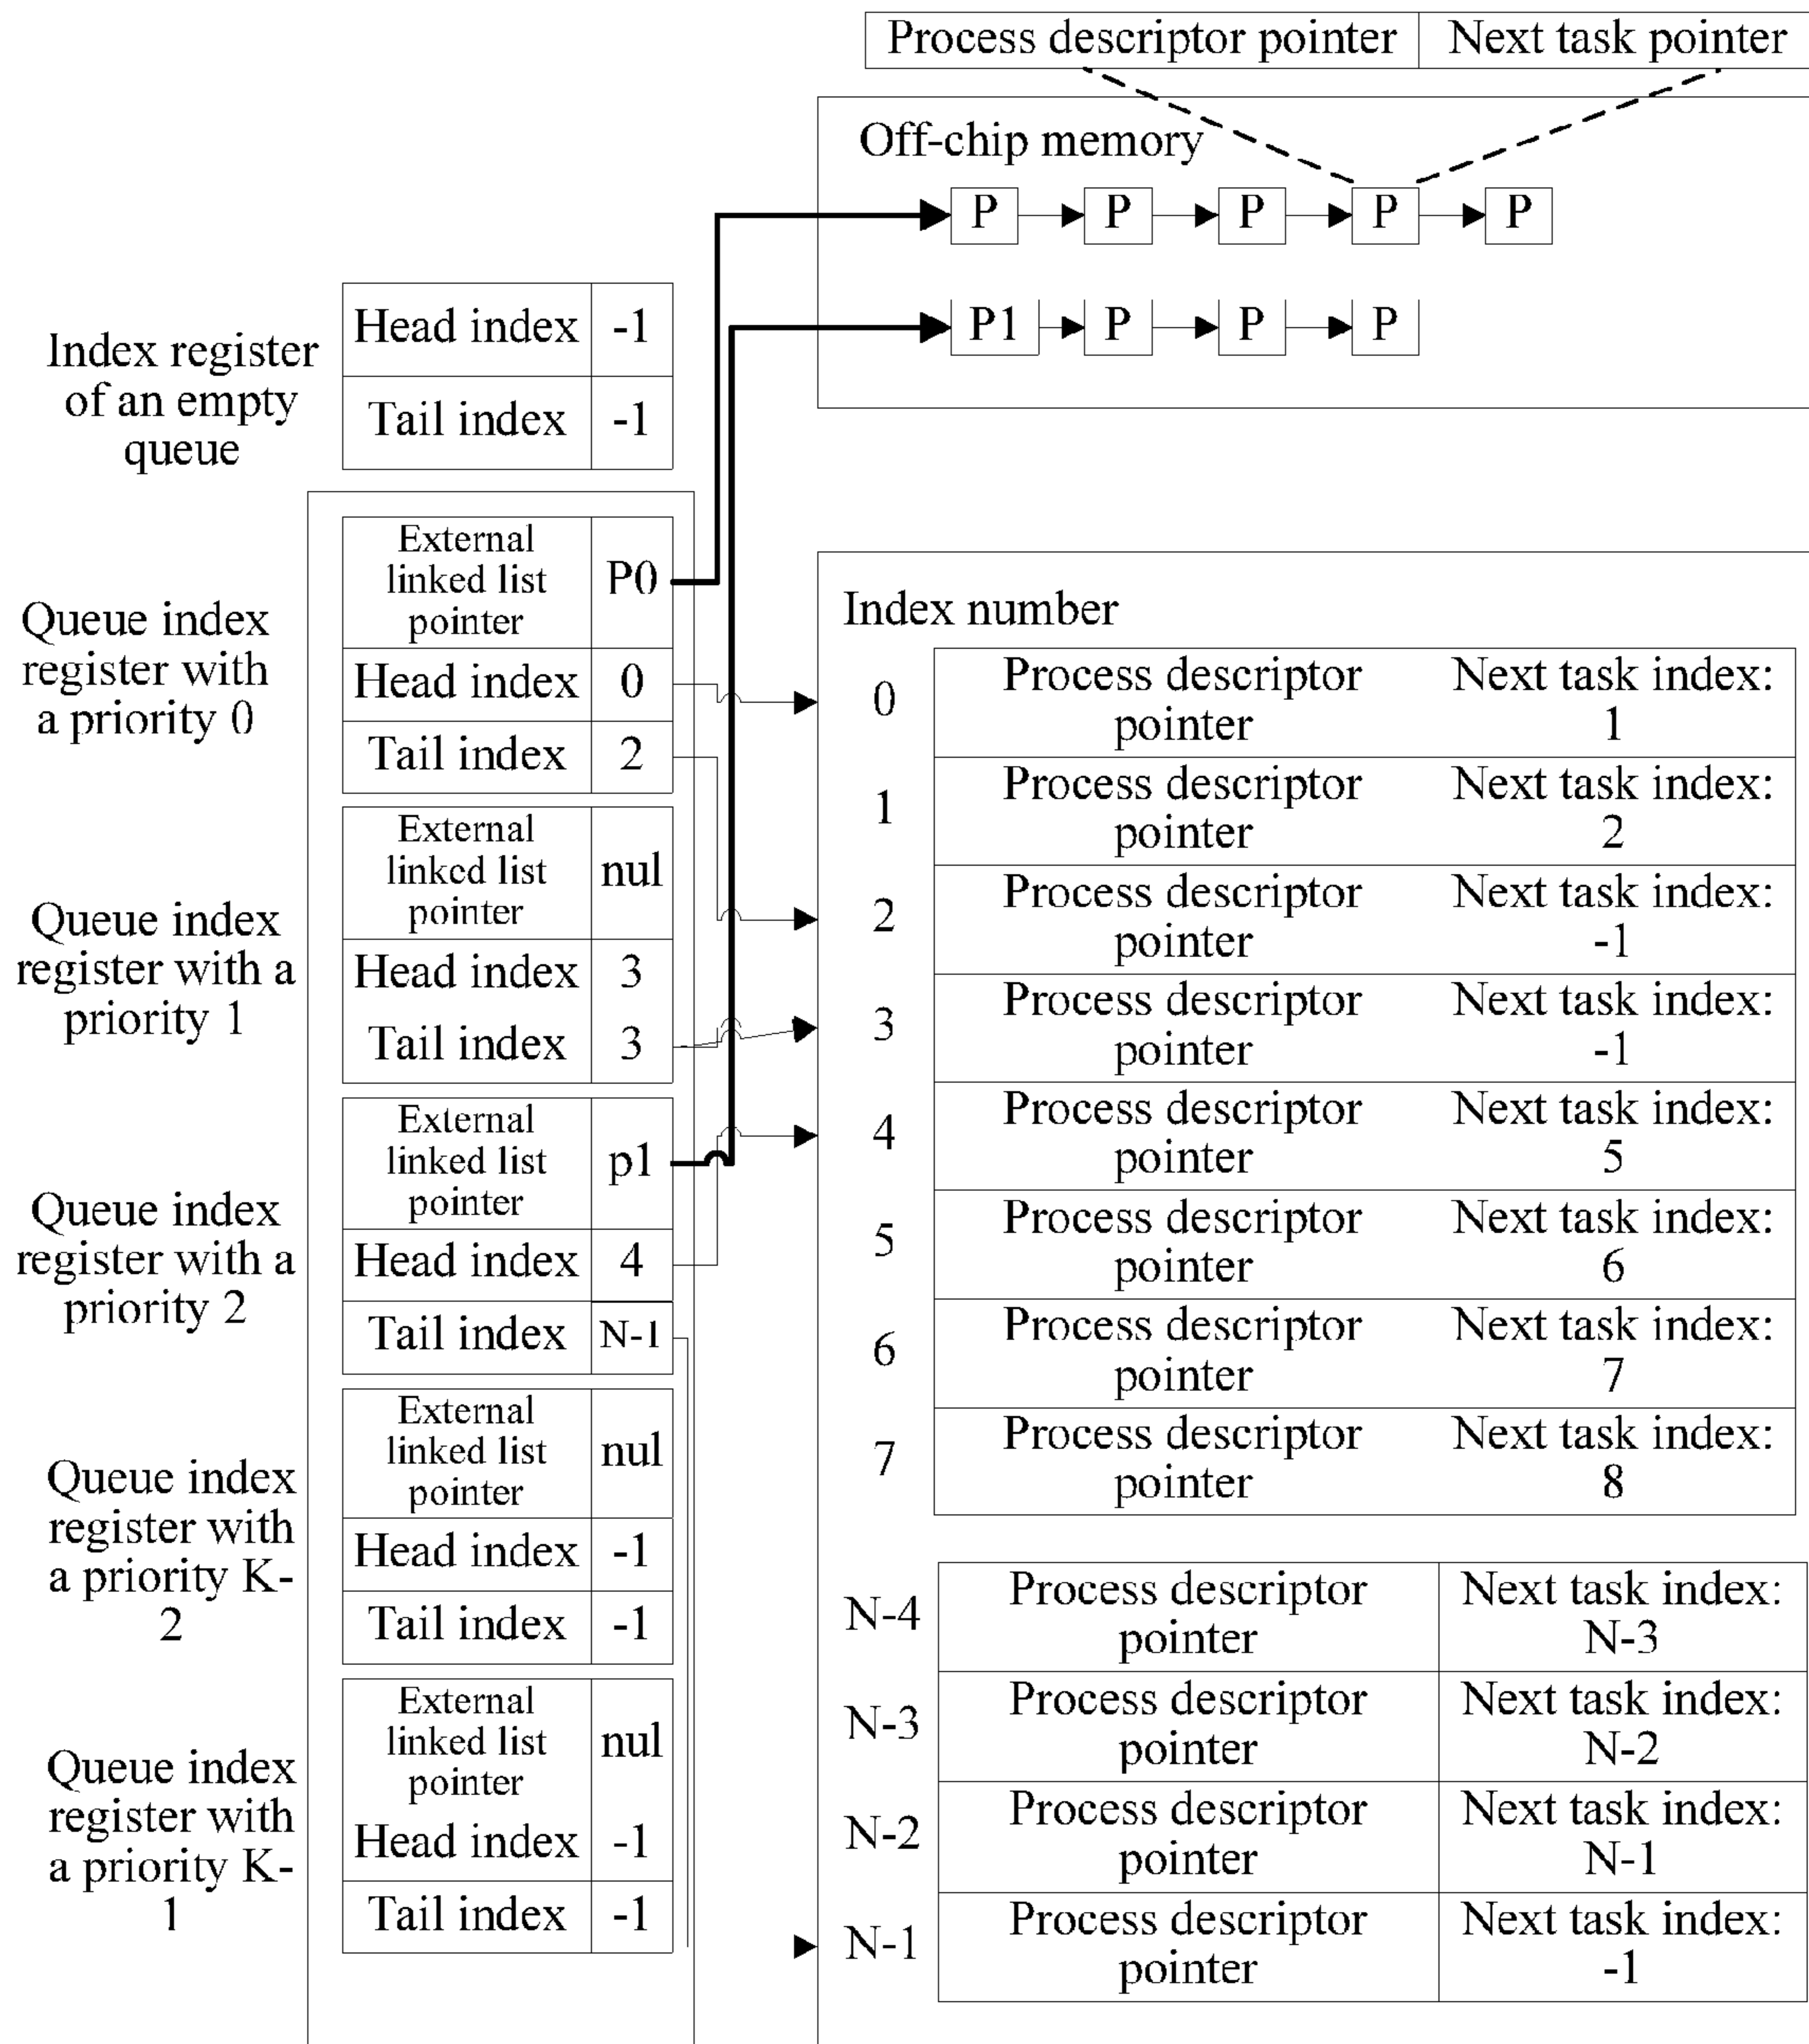 Process descriptor pointer Next task pointer
Off-chip memory
P P P P P
P1 P P P
Index register
of an empty
queue
Head index -1
Tail index -1
Queue index
register with
a priority 0
External
linked list
pointer
P0
Head index 0
Tail index 2
Queue index
register with a
priority 1
External
linked list
pointer
nul
Head index 3
Tail index 3
Queue index
register with a
priority 2
External
linked list
pointer
p1
Head index 4
Tail index N-1
Queue index
register with
a priority K-
2
External
linked list
pointer
nul
Head index -1
Tail index -1
Queue index
register with
a priority K-
1
External
linked list
pointer
nul
Head index -1
Tail index -1
Index number
0
Process descriptor
pointer
Next task index:
1
1
Process descriptor
pointer
Next task index:
2
2
Process descriptor
pointer
Next task index:
-1
3
Process descriptor
pointer
Next task index:
-1
4
Process descriptor
pointer
Next task index:
5
5
Process descriptor
pointer
Next task index:
6
6
Process descriptor
pointer
Next task index:
7
7
Process descriptor
pointer
Next task index:
8
N-4
Process descriptor
pointer
Next task index:
N-3
N-3
Process descriptor
pointer
Next task index:
N-2
N-2
Process descriptor
pointer
Next task index:
N-1
N-1
Process descriptor
pointer
Next task index:
-1